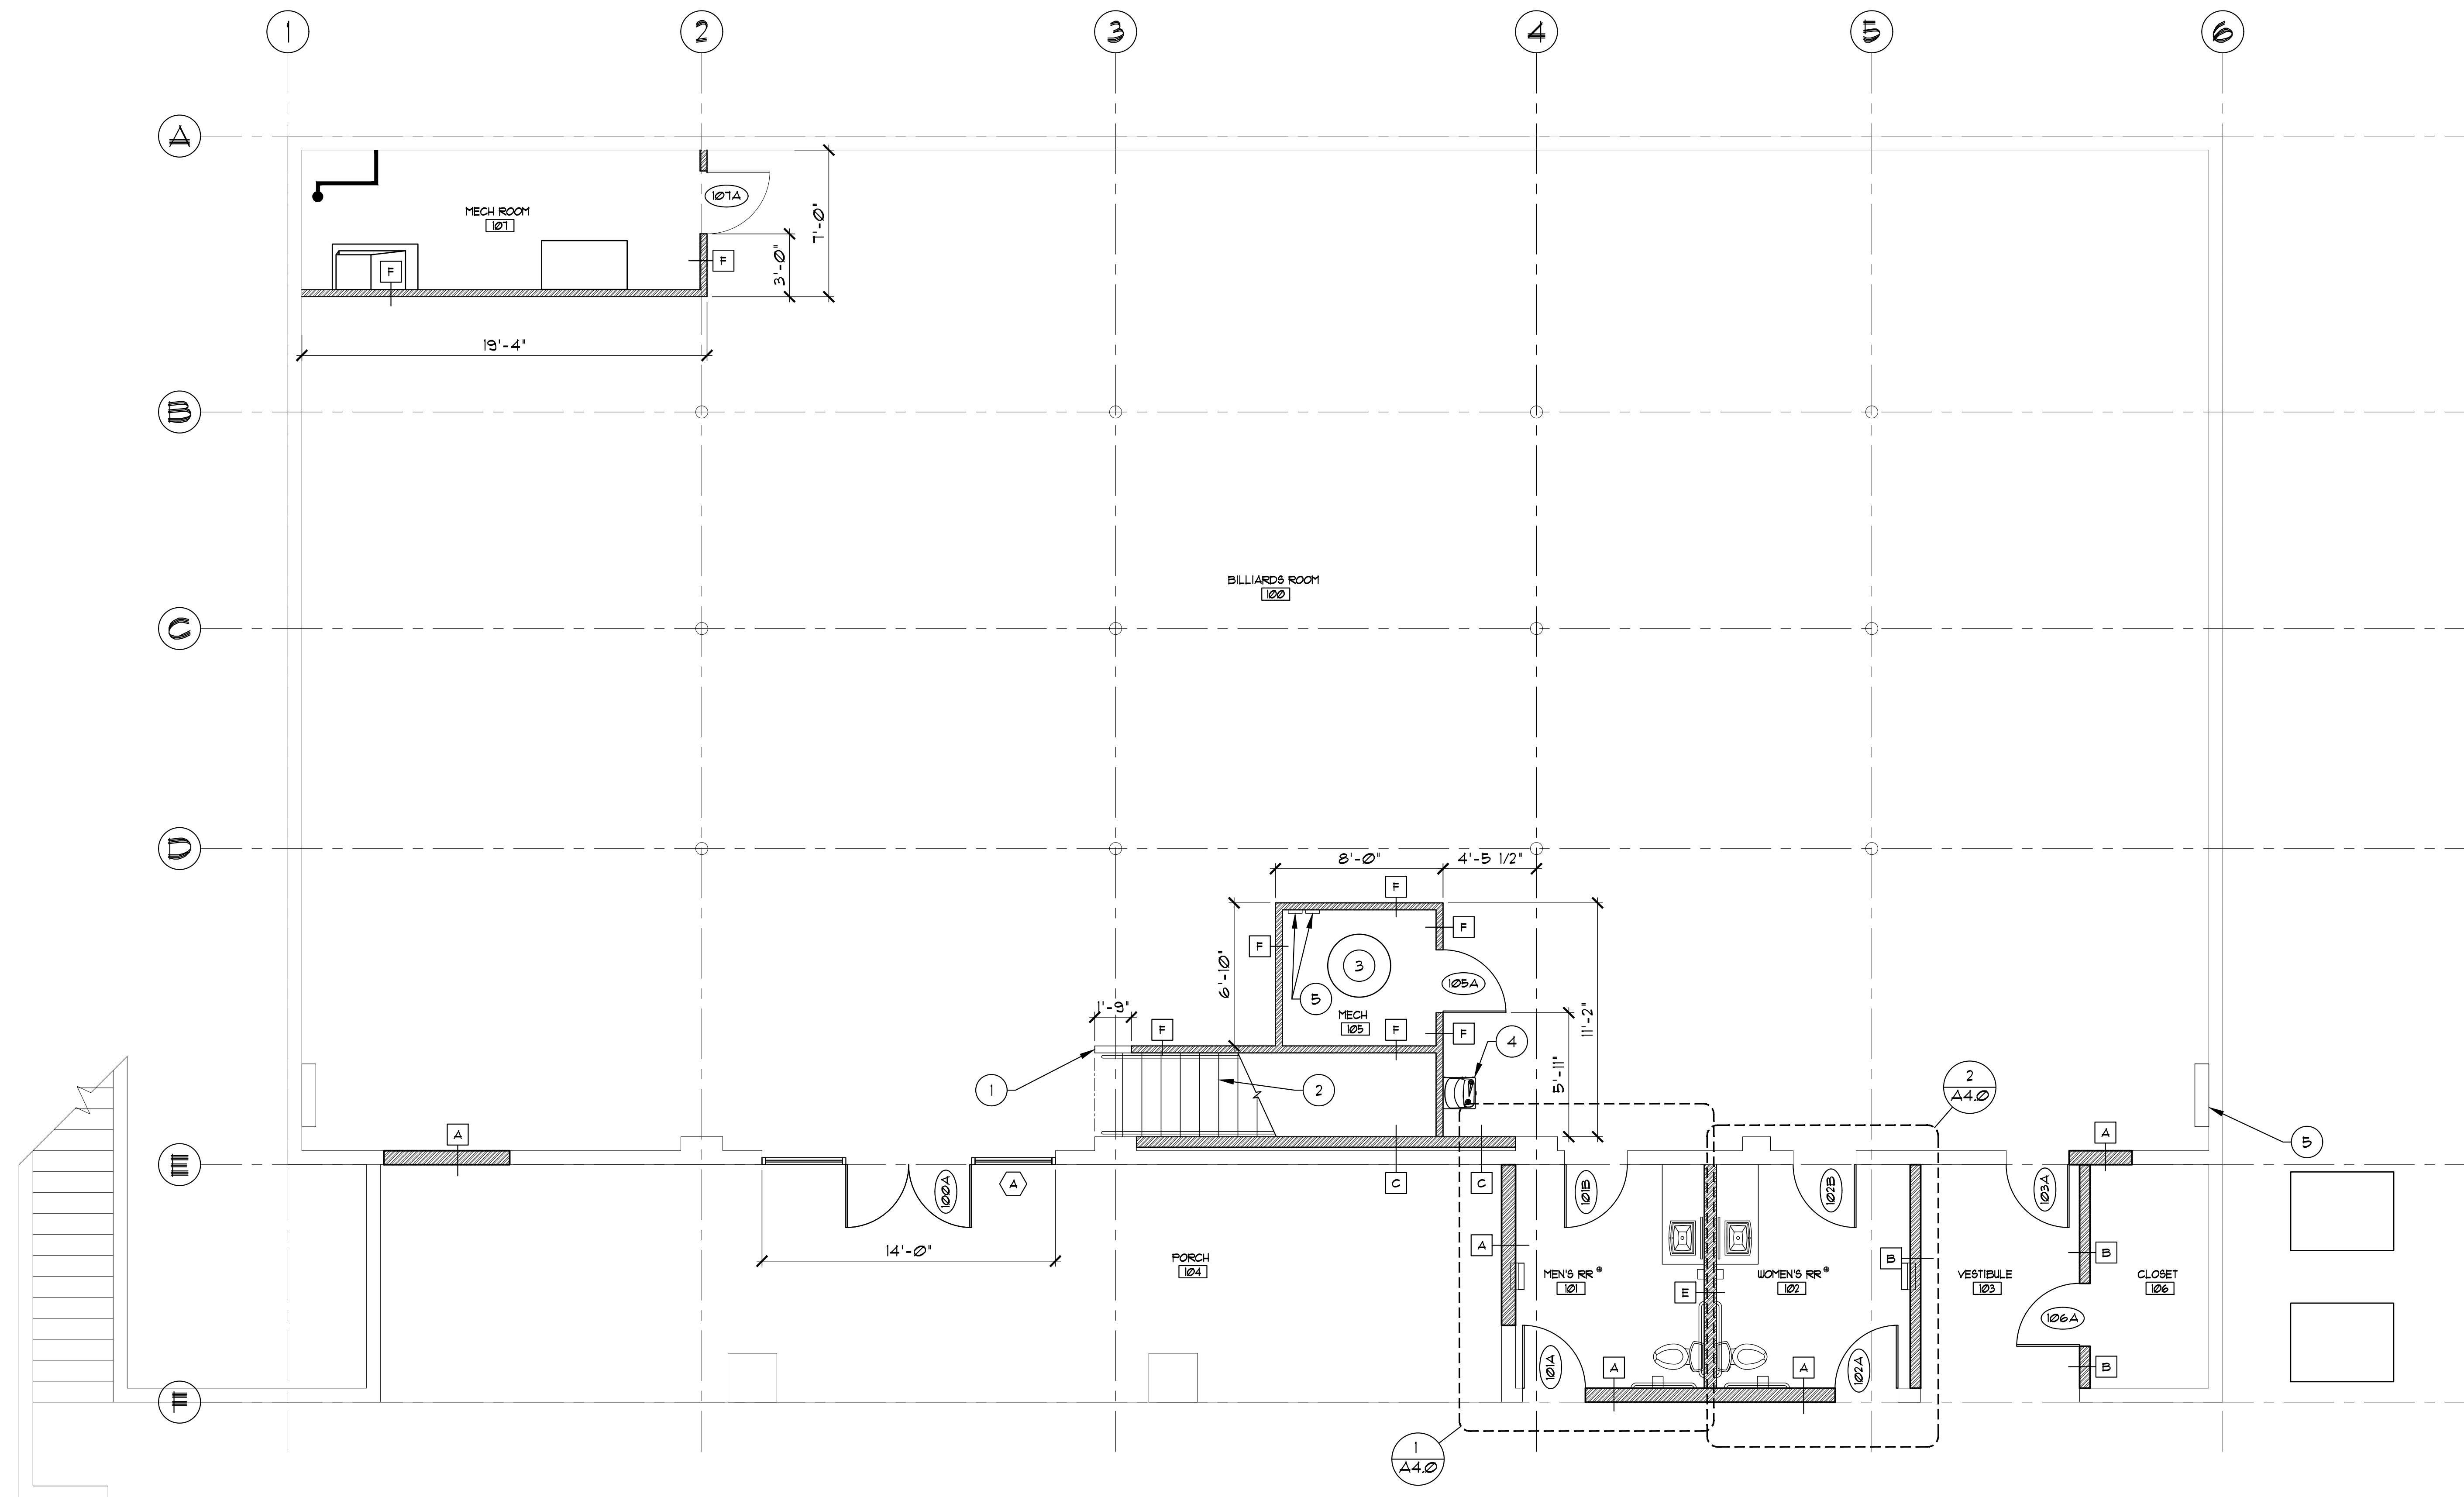 1 2 3 4 5 6
A
107A
MECH ROOM
107
7'-0"
3'-0"
F
F
19'-4"
B
BILLIARDS ROOM
100
C
D
8'-0" 4'-5 1/2"
F
F
F
6'-10"
3
105A
5
1'-9"
MECH
105
11'-2"
F
F
F
4
5'-11"
1
2
2
A4.0
A
A
5
E
100A
A
C
C
101B
102B
103A
14'-0"
PORCH
104
A
B
B
MEN'S RR
101
WOMEN'S RR
102
VESTIBULE
103
CLOSET
106
E
106A
101A
A
A
102A
B
F
1
A4.0